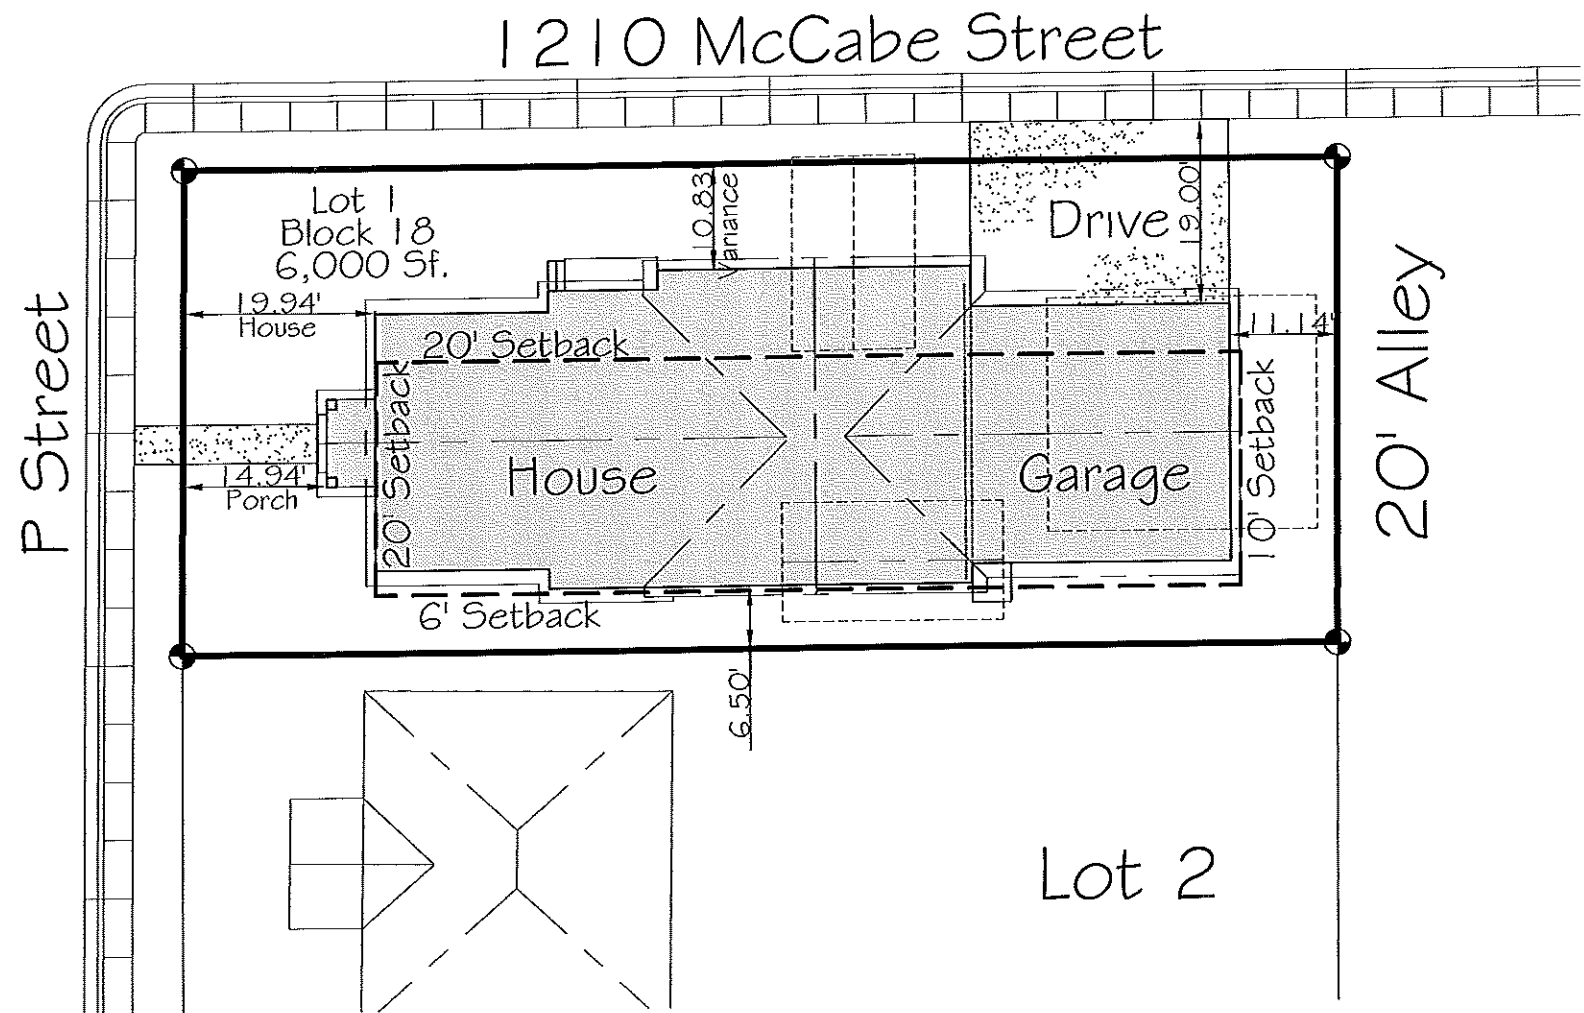 1210 McCabe Street
Lot 1
Block 18
6,000 Sf.
10.83'
Variance
Drive
19.00'
19.94'
House
20' Setback
11.14'
P Street
20' Alley
20' Setback
10' Setback
House
Garage
14.94'
Porch
6' Setback
6.50'
Lot 2